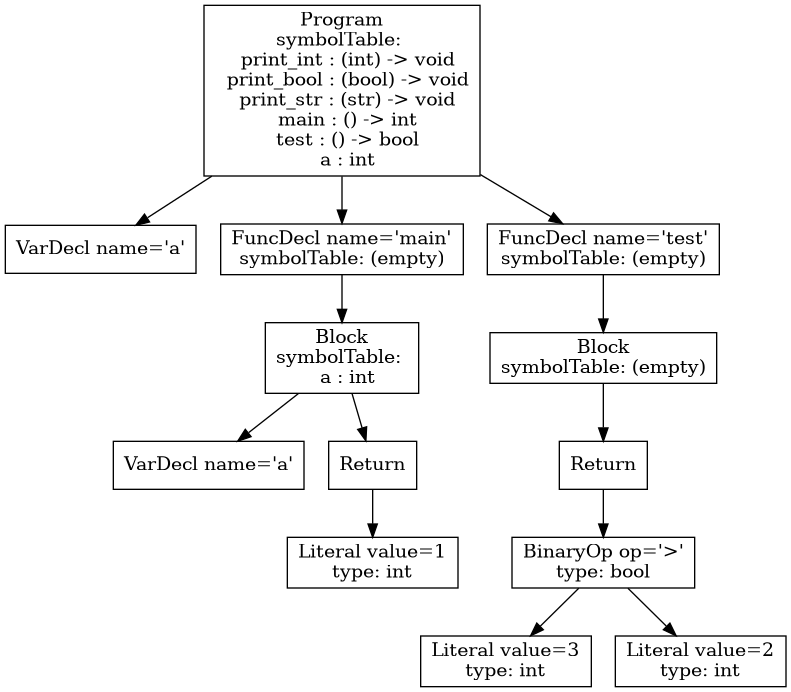 Program
symbolTable:
print_int : (int) -> void
print_bool : (bool) -> void
print_str : (str) -> void
main : () -> int
test : () -> bool
a : int
VarDecl name='a'
FuncDecl name='main'
symbolTable: (empty)
FuncDecl name='test'
symbolTable: (empty)
Block
symbolTable:
a : int
Block
symbolTable: (empty)
VarDecl name='a'
Return
Return
Literal value=1
type: int
BinaryOp op='>'
type: bool
Literal value=3
type: int
Literal value=2
type: int